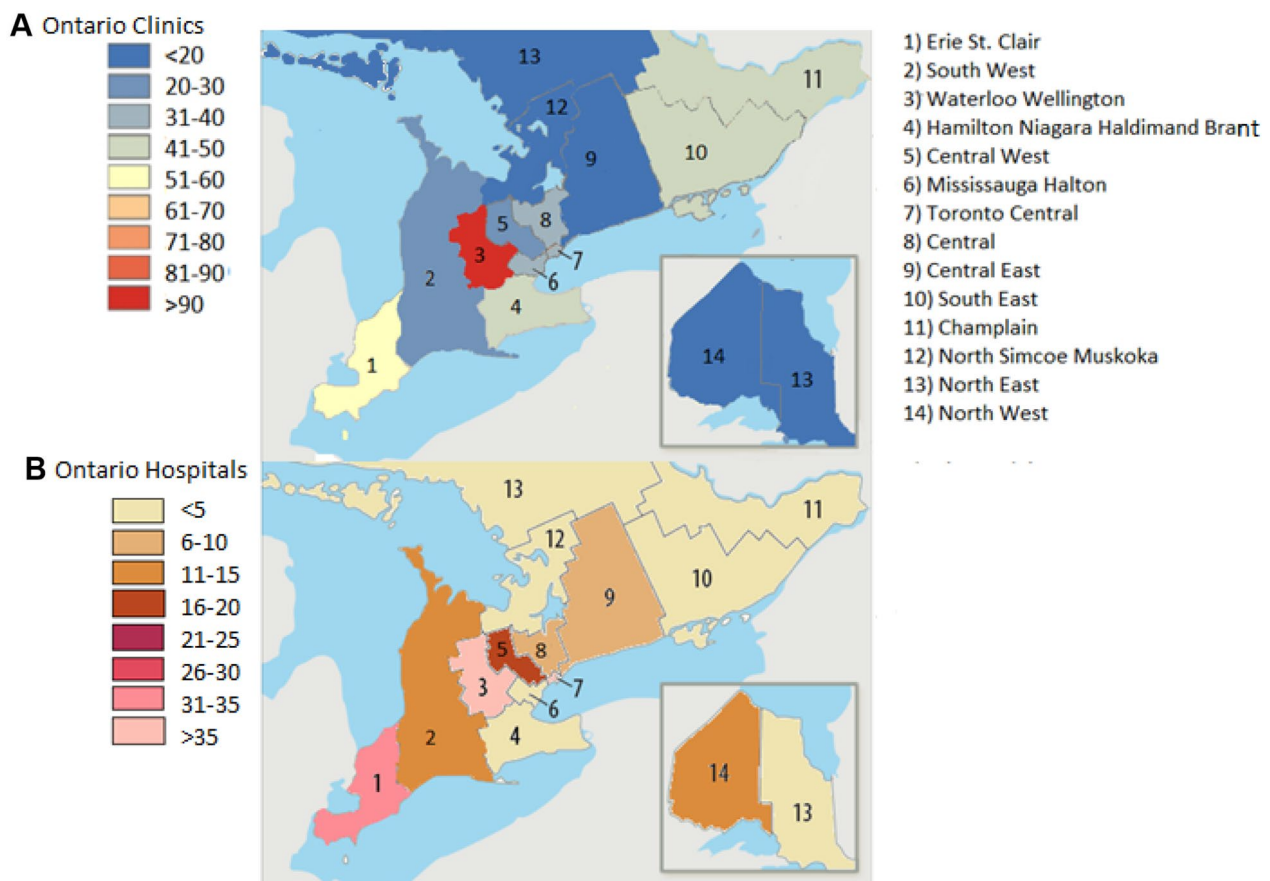 A Ontario Clinics
<20
20-30
31-40
41-50
51-60
61-70
71-80
81-90
>90
13
12
11
9
10
8
5
3
7
6
2
4
1
14
13
1) Erie St. Clair
2) South West
3) Waterloo Wellington
4) Hamilton Niagara Haldimand Brant
5) Central West
6) Mississauga Halton
7) Toronto Central
8) Central
9) Central East
10) South East
11) Champlain
12) North Simcoe Muskoka
13) North East
14) North West
B Ontario Hospitals
<5
6-10
11-15
16-20
21-25
26-30
31-35
>35
13
11
12
10
9
5
8
3
7
6
2
4
1
14
13